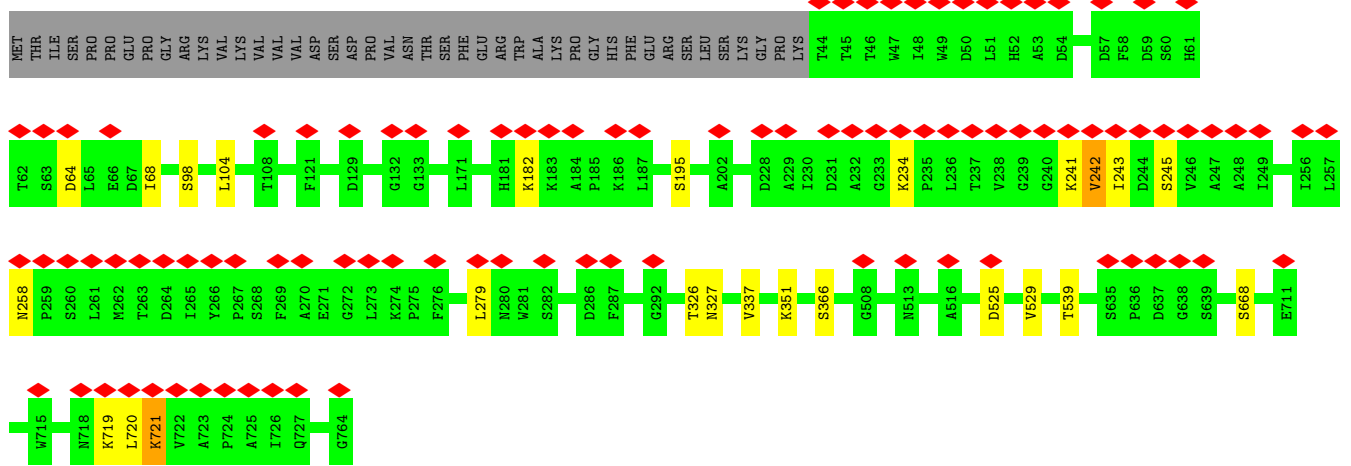 MET THR ILE SER PRO PRO GLU PRO GLY ARG LYS VAL LYS VAL VAL VAL ASP SER ASP PRO VAL ASN THR SER PHE GLU ARG TRP ALA LYS PRO GLY HIS PHE GLU ARG SER LEU SER LYS GLY PRO LYS T44 T45 T46 W47 I48 W49 D50 L51 H52 A53 D54 D57 F58 D59 S60 H61
T62 S63 D64 L65 E66 D67 I68 S98 L104 T108 F121 D129 G132 G133 L171 H181 K182 K183 A184 P185 K186 L187 S195 A202 D228 A229 I230 D231 A232 G233 K234 P235 L236 T237 V238 G239 G240 K241 V242 I243 D244 S245 V246 A247 A248 I249 I256 L257
N258 P259 S260 L261 M262 T263 D264 I265 Y266 P267 S268 F269 A270 E271 G272 L273 K274 P275 F276 L279 N280 W281 S282 D286 F287 G292 T326 N327 V337 K351 S366 G508 N513 A516 D525 V529 T539 S635 P636 D637 G638 S639 S668 E711
W715 N718 K719 L720 K721 V722 A723 P724 A725 I726 Q727 G764